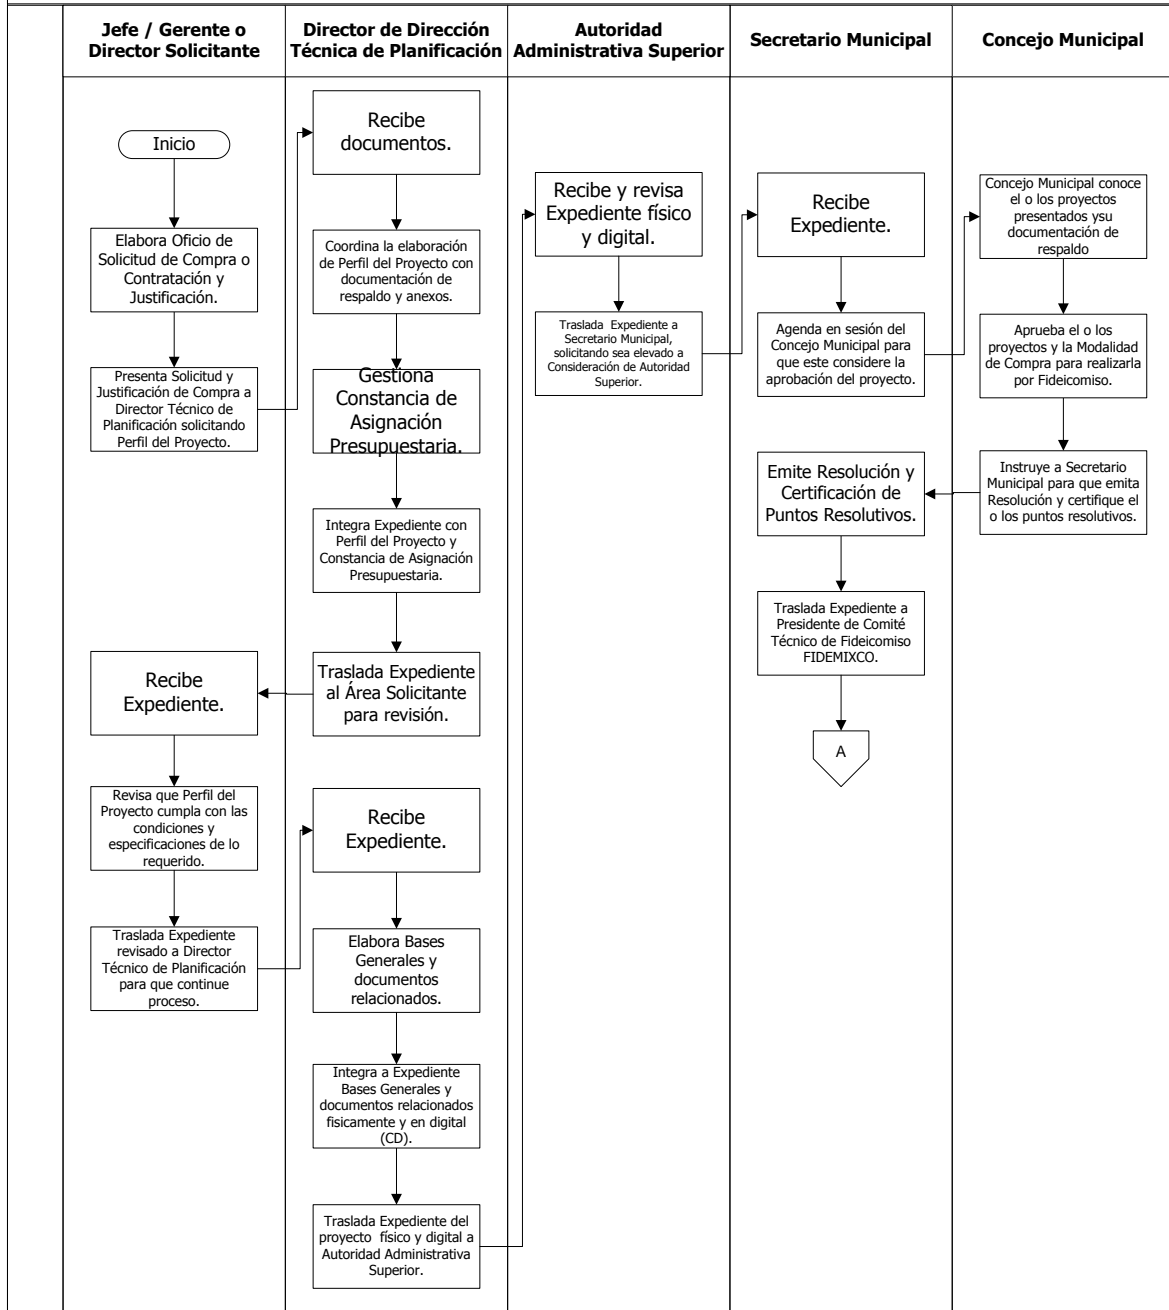 Jefe / Gerente o
Director Solicitante
Director de Dirección
Técnica de Planificación
Autoridad
Administrativa Superior
Secretario Municipal
Concejo Municipal
Inicio
Elabora Oficio de
Solicitud de Compra o
Contratación y
Justificación.
Presenta Solicitud y
Justificación de Compra a
Director Técnico de
Planificación solicitando
Perfil del Proyecto.
Recibe
documentos.
Coordina la elaboración
de Perfil del Proyecto con
documentación de
respaldo y anexos.
Gestiona
Constancia de
Asignación
Presupuestaria.
Integra Expediente con
Perfil del Proyecto y
Constancia de Asignación
Presupuestaria.
Traslada Expediente
al Área Solicitante
para revisión.
Recibe
Expediente.
Revisa que Perfil del
Proyecto cumpla con las
condiciones y
especificaciones de lo
requerido.
Traslada Expediente
revisado a Director
Técnico de Planificación
para que continue
proceso.
Recibe
Expediente.
Elabora Bases
Generales y
documentos
relacionados.
Integra a Expediente
Bases Generales y
documentos relacionados
fisicamente y en digital
(CD).
Traslada Expediente del
proyecto físico y digital a
Autoridad Administrativa
Superior.
Recibe y revisa
Expediente físico
y digital.
Traslada Expediente a
Secretario Municipal,
solicitando sea elevado a
Consideración de Autoridad
Superior.
Recibe
Expediente.
Agenda en sesión del
Concejo Municipal para
que este considere la
aprobación del proyecto.
Concejo Municipal conoce
el o los proyectos
presentados ysu
documentación de
respaldo
Aprueba el o los
proyectos y la Modalidad
de Compra para realizarla
por Fideicomiso.
Instruye a Secretario
Municipal para que emita
Resolución y certifique el
o los puntos resolutivos.
Emite Resolución y
Certificación de
Puntos Resolutivos.
Traslada Expediente a
Presidente de Comité
Técnico de Fideicomiso
FIDEMIXCO.
A